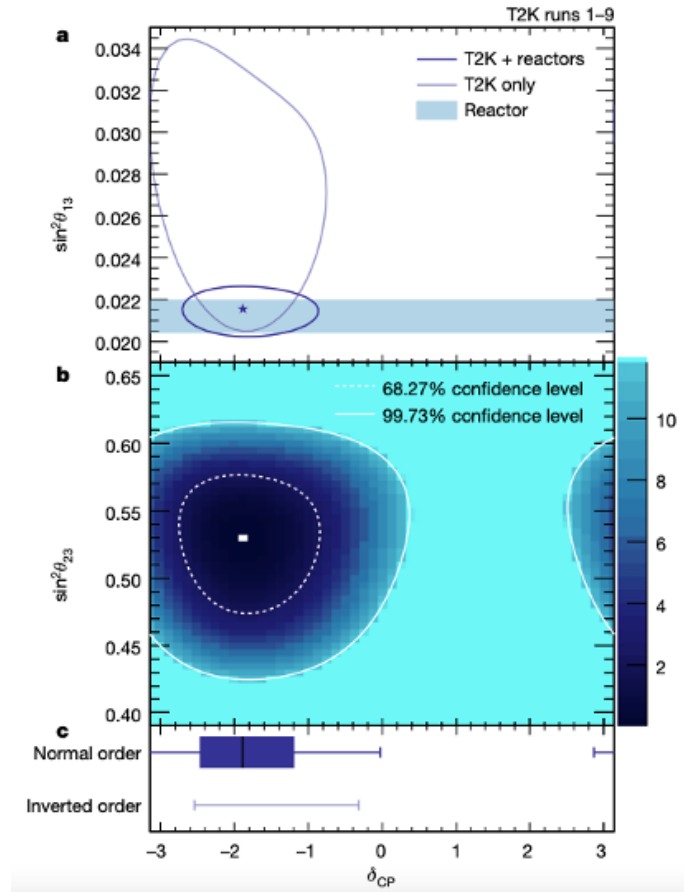 T2K runs 1–9
a
0.034
T2K + reactors
T2K only
0.032
Reactor
0.030
0.028
0.026
0.024
0.022
0.020
sin²θ₁₃
b
0.65
68.27% confidence level
99.73% confidence level
0.60
0.55
0.50
0.45
0.40
sin²θ₂₃
10
8
6
4
2
c
Normal order
Inverted order
−3 −2 −1 0 1 2 3
δCP